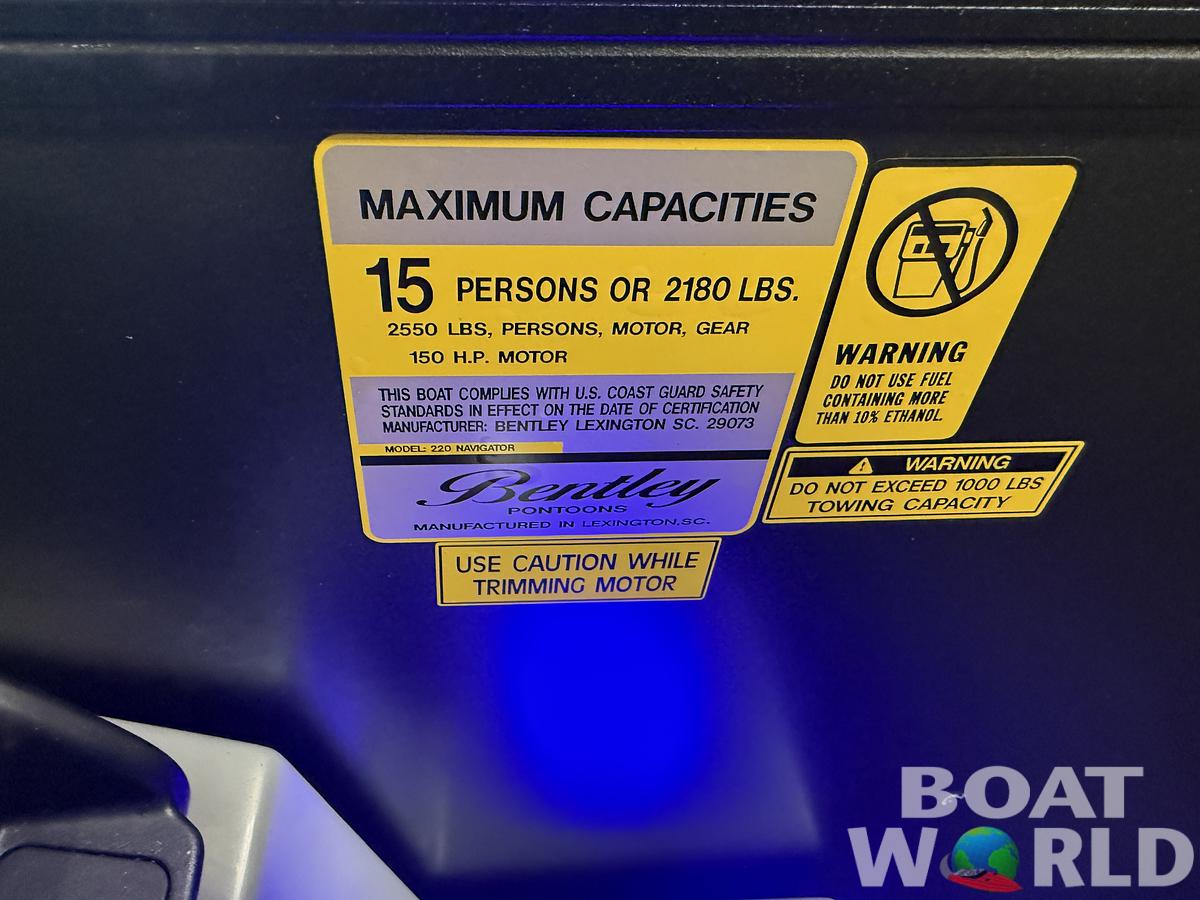 MAXIMUM CAPACITIES
15 PERSONS OR 2180 LBS.
2550 LBS, PERSONS, MOTOR, GEAR
150 H.P. MOTOR
THIS BOAT COMPLIES WITH U.S. COAST GUARD SAFETY
STANDARDS IN EFFECT ON THE DATE OF CERTIFICATION
MANUFACTURER: BENTLEY LEXINGTON SC. 29073
MODEL: 220 NAVIGATOR
Bentley
PONTOONS
MANUFACTURED IN LEXINGTON,SC.
WARNING
DO NOT USE FUEL
CONTAINING MORE
THAN 10% ETHANOL.
WARNING
DO NOT EXCEED 1000 LBS
TOWING CAPACITY
USE CAUTION WHILE
TRIMMING MOTOR
BOAT
WORLD